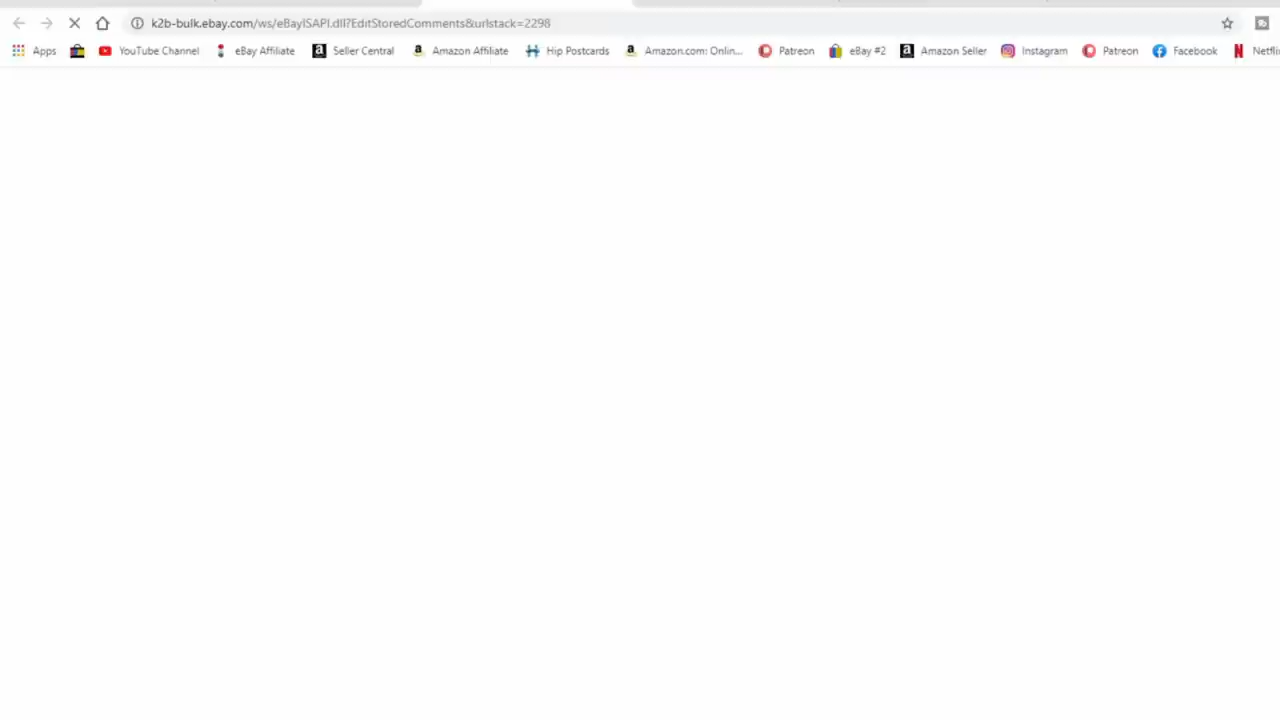 k2b-bulk.ebay.com/ws/eBayISAPI.dll?EditStoredComments&urlstack=2298
Apps YouTube Channel eBay Affiliate Seller Central Amazon Affiliate Hip Postcards Amazon.com: Onlin... Patreon eBay #2 Amazon Seller Instagram Patreon Facebook Netfli